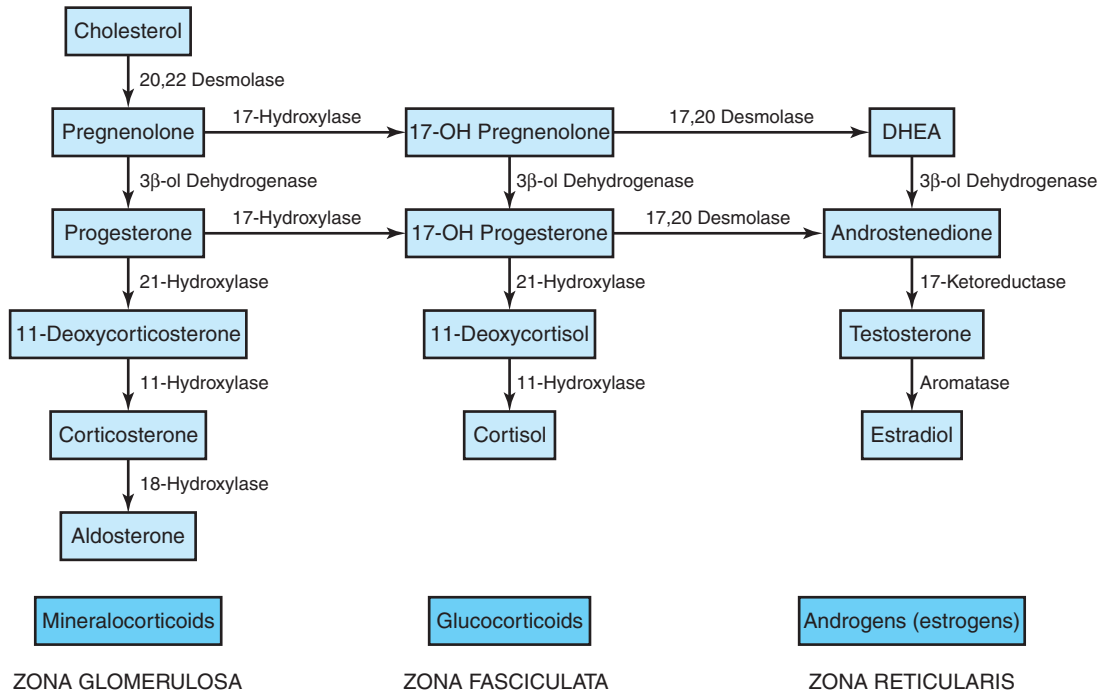 Cholesterol
20,22 Desmolase
Pregnenolone
17-Hydroxylase
17-OH Pregnenolone
17,20 Desmolase
DHEA
3β-ol Dehydrogenase
3β-ol Dehydrogenase
3β-ol Dehydrogenase
Progesterone
17-Hydroxylase
17-OH Progesterone
17,20 Desmolase
Androstenedione
21-Hydroxylase
21-Hydroxylase
17-Ketoreductase
11-Deoxycorticosterone
11-Deoxycortisol
Testosterone
11-Hydroxylase
11-Hydroxylase
Aromatase
Corticosterone
Cortisol
Estradiol
18-Hydroxylase
Aldosterone
Mineralocorticoids
Glucocorticoids
Androgens (estrogens)
ZONA GLOMERULOSA
ZONA FASCICULATA
ZONA RETICULARIS